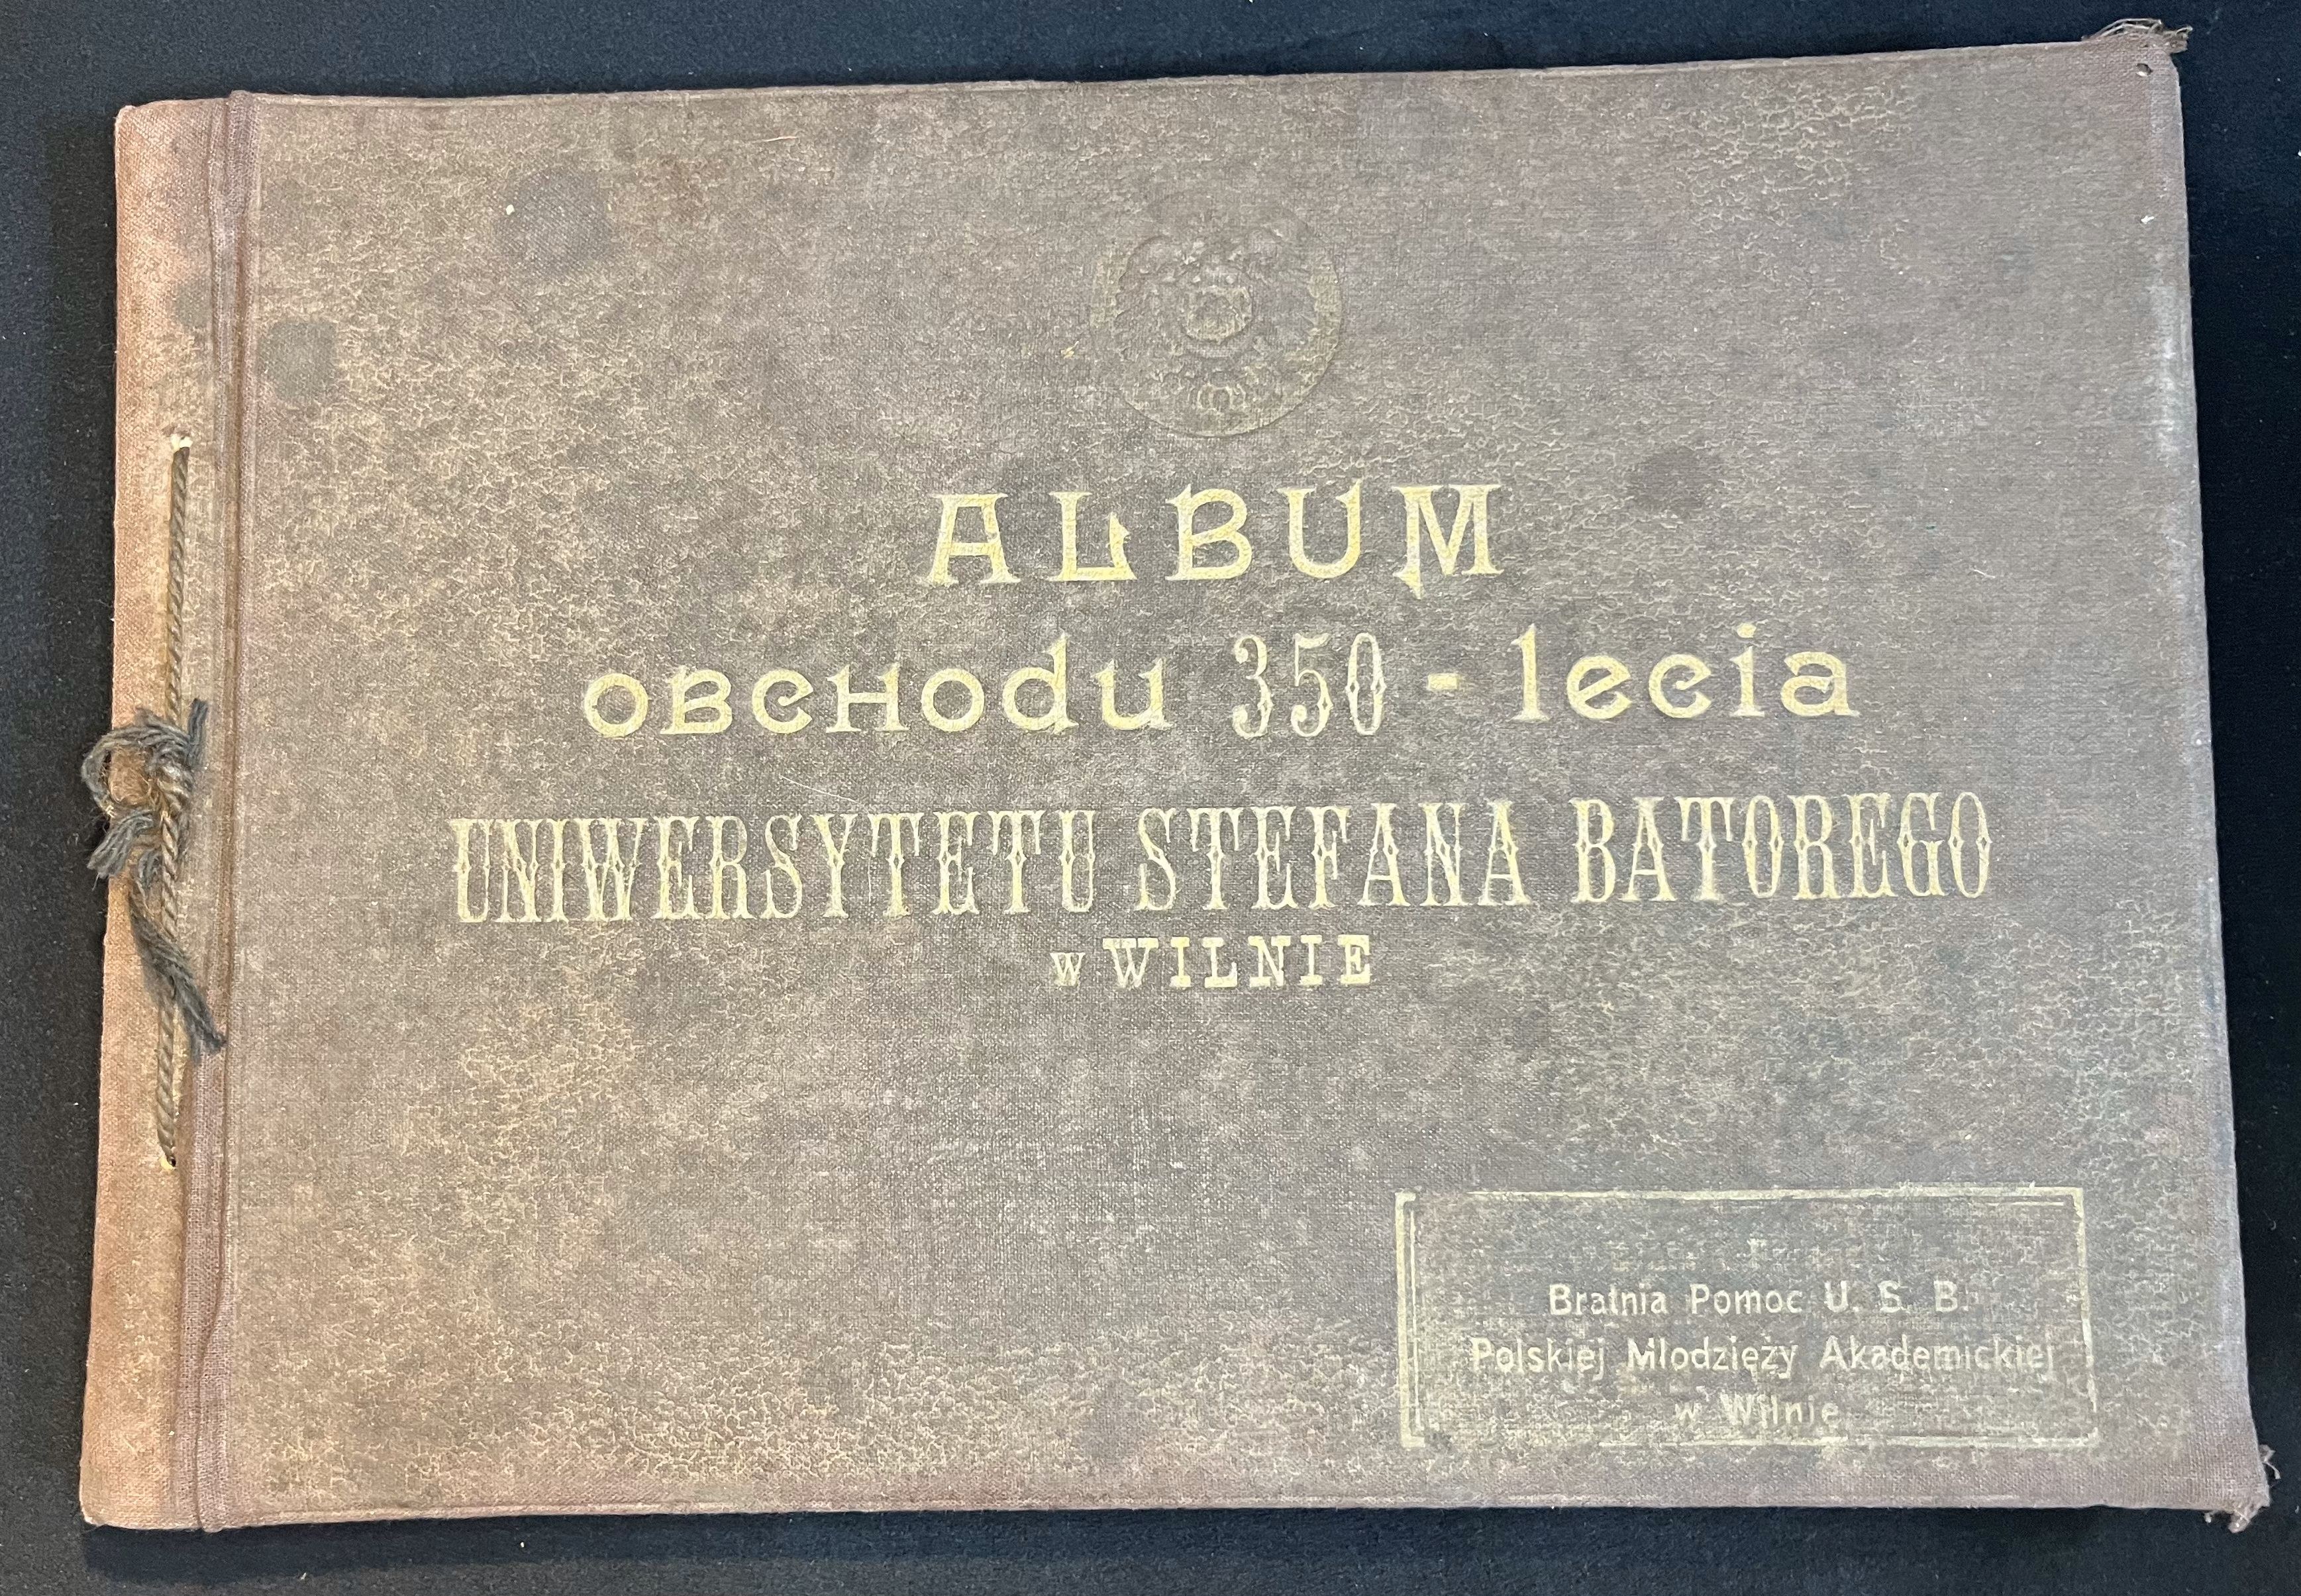 ALBUM
obchodu 350-lecia
UNIWERSYTETU STEFANA BATOREGO
w WILNIE
Bratnia Pomoc U. S. B.
Polskiej Młodzieży Akademickiej
w Wilnie